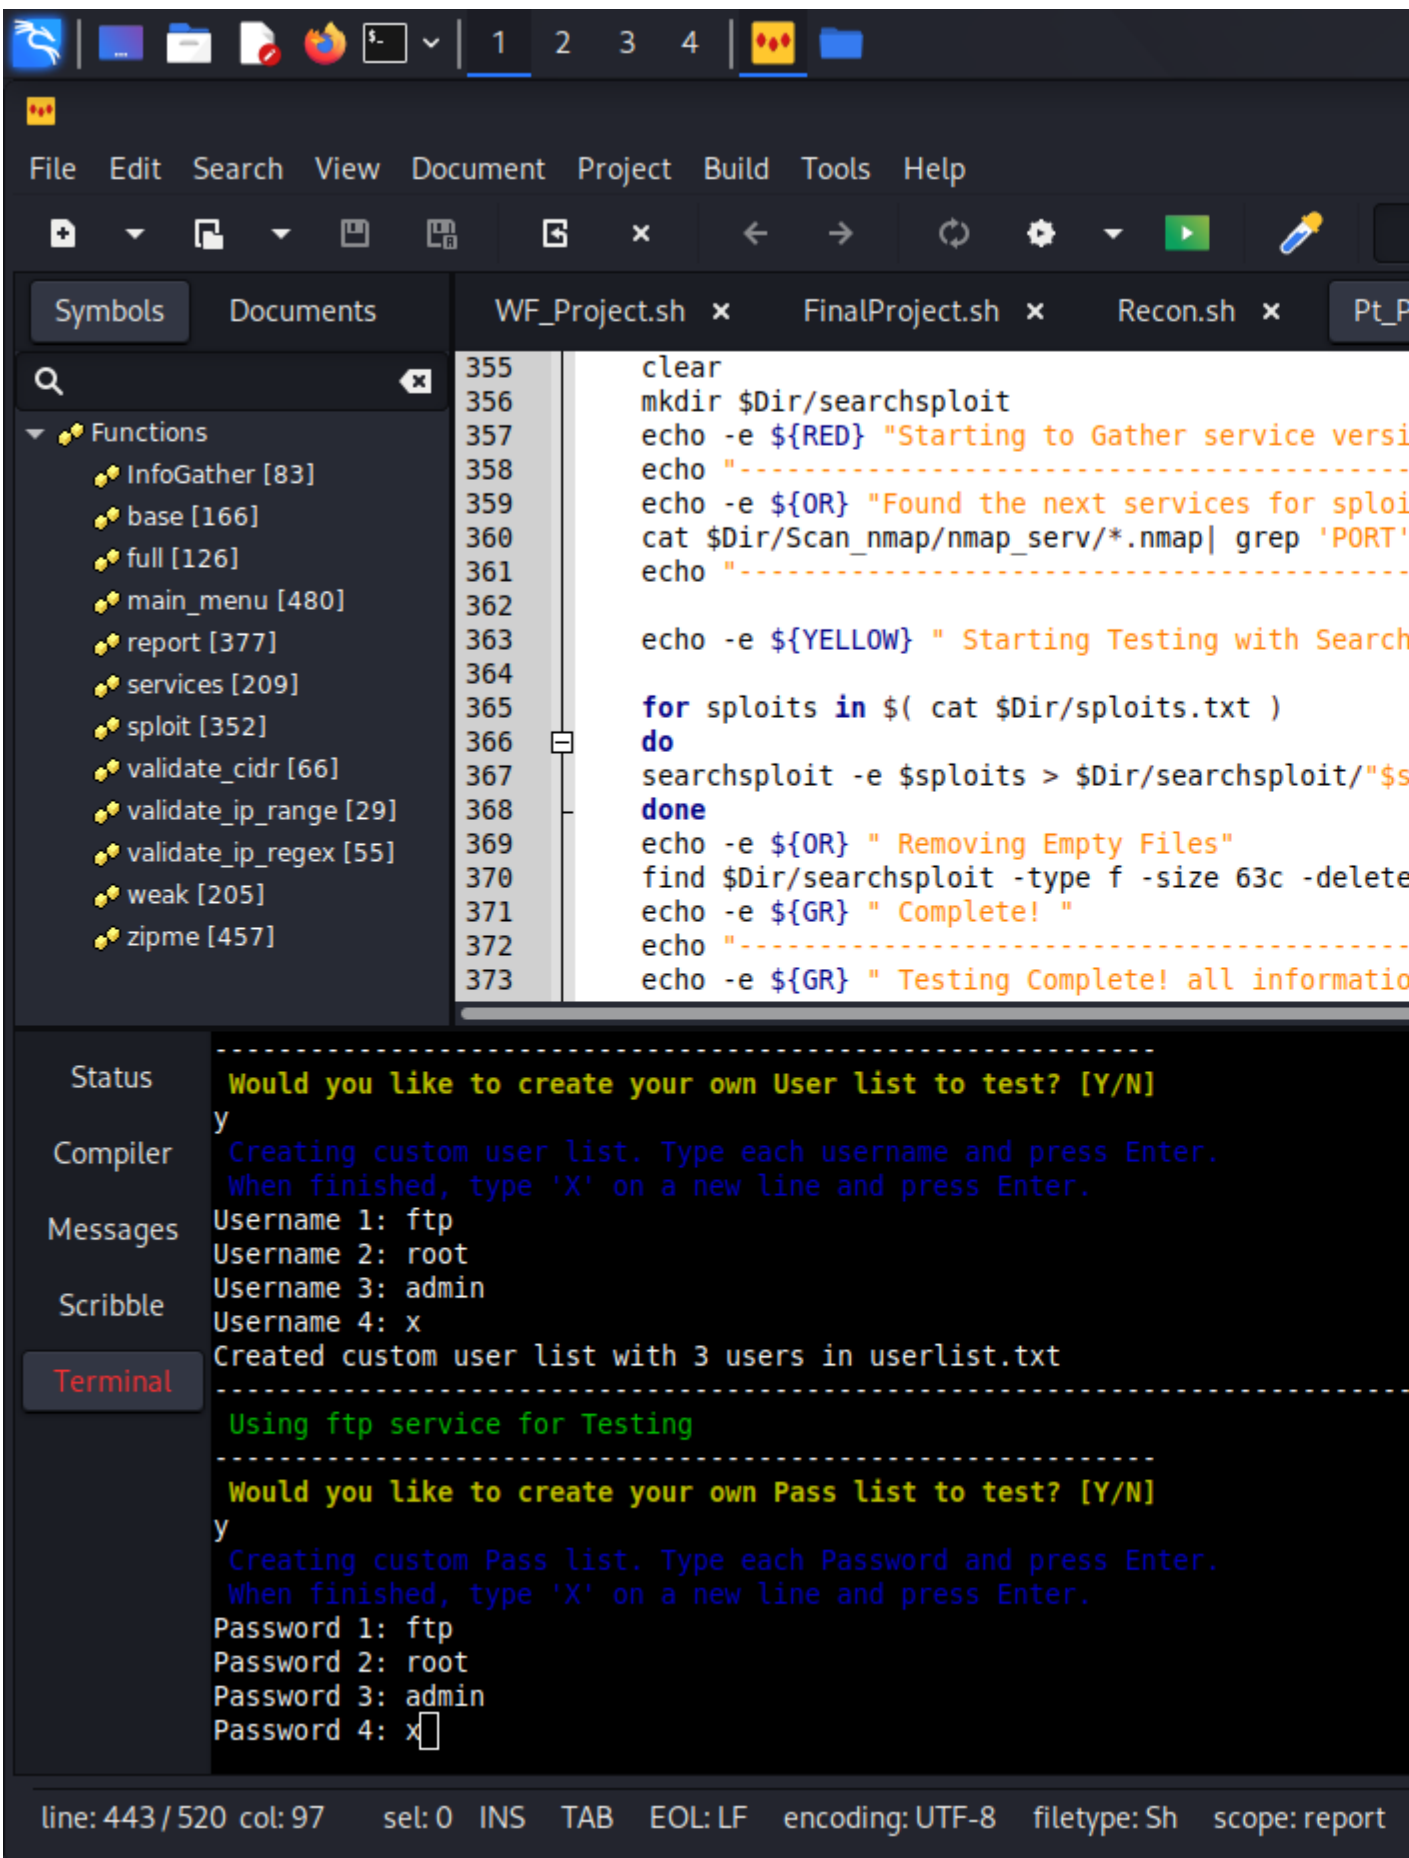 1 2 3 4
File Edit Search View Document Project Build Tools Help
Symbols Documents
WF_Project.sh × FinalProject.sh × Recon.sh × Pt_P
Functions
InfoGather [83]
base [166]
full [126]
main_menu [480]
report [377]
services [209]
sploit [352]
validate_cidr [66]
validate_ip_range [29]
validate_ip_regex [55]
weak [205]
zipme [457]
355 clear
356 mkdir $Dir/searchsploit
357 echo -e ${RED} "Starting to Gather service versi
358 echo "------------------------------------------
359 echo -e ${OR} "Found the next services for sploi
360 cat $Dir/Scan_nmap/nmap_serv/*.nmap| grep 'PORT'
361 echo "------------------------------------------
362
363 echo -e ${YELLOW} " Starting Testing with Search
364
365 for sploits in $( cat $Dir/sploits.txt )
366 do
367 searchsploit -e $sploits > $Dir/searchsploit/"$s
368 done
369 echo -e ${OR} " Removing Empty Files"
370 find $Dir/searchsploit -type f -size 63c -delete
371 echo -e ${GR} " Complete! "
372 echo "------------------------------------------
373 echo -e ${GR} " Testing Complete! all informatio
Status
Compiler
Messages
Scribble
Terminal
-----------------------------------------------------------
Would you like to create your own User list to test? [Y/N]
y
Creating custom user list. Type each username and press Enter.
When finished, type 'X' on a new line and press Enter.
Username 1: ftp
Username 2: root
Username 3: admin
Username 4: x
Created custom user list with 3 users in userlist.txt
---------------------------------------------------------------------------
Using ftp service for Testing
-----------------------------------------------------------
Would you like to create your own Pass list to test? [Y/N]
y
Creating custom Pass list. Type each Password and press Enter.
When finished, type 'X' on a new line and press Enter.
Password 1: ftp
Password 2: root
Password 3: admin
Password 4: x
line: 443 / 520 col: 97 sel: 0 INS TAB EOL: LF encoding: UTF-8 filetype: Sh scope: report